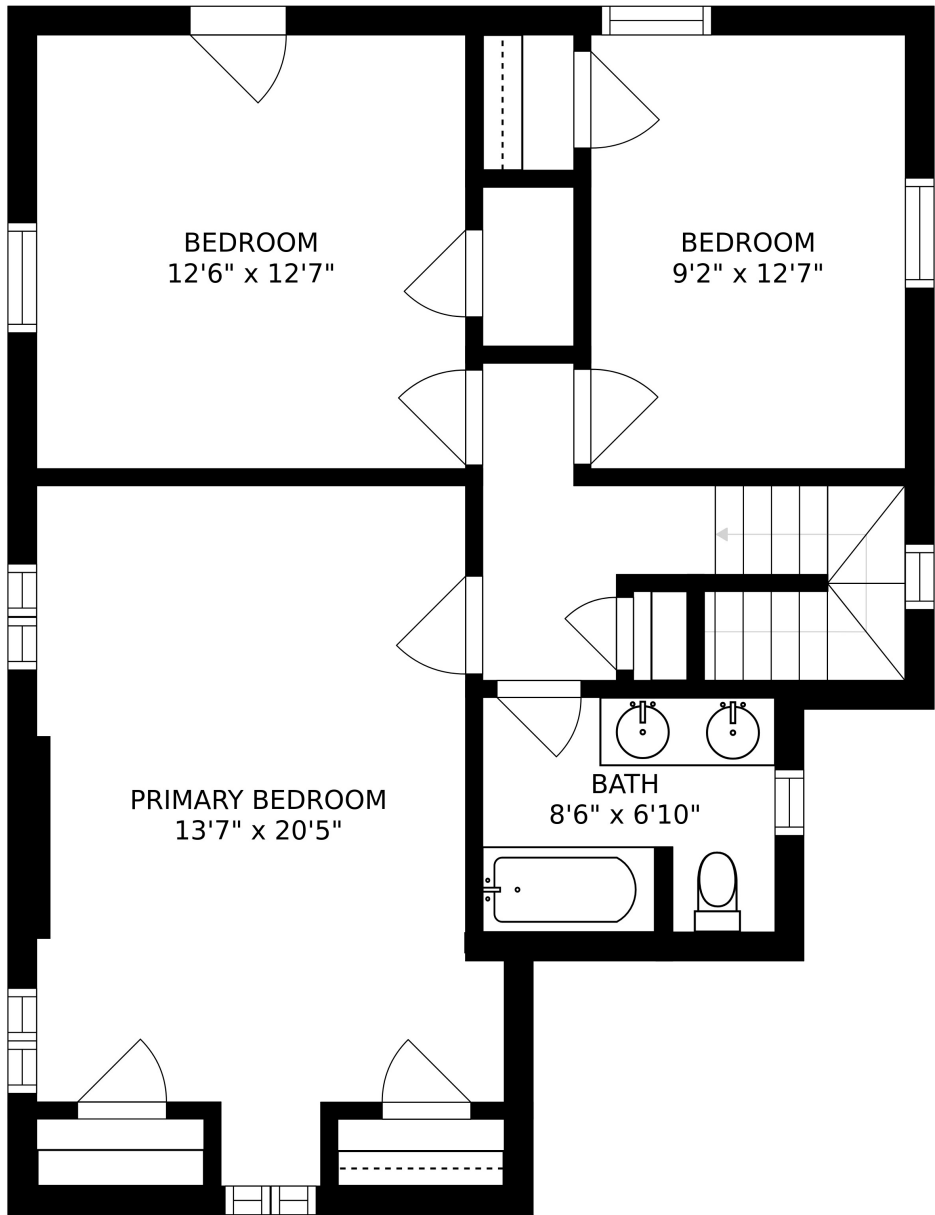 BEDROOM
12'6" x 12'7"
BEDROOM
9'2" x 12'7"
PRIMARY BEDROOM
13'7" x 20'5"
BATH
8'6" x 6'10"